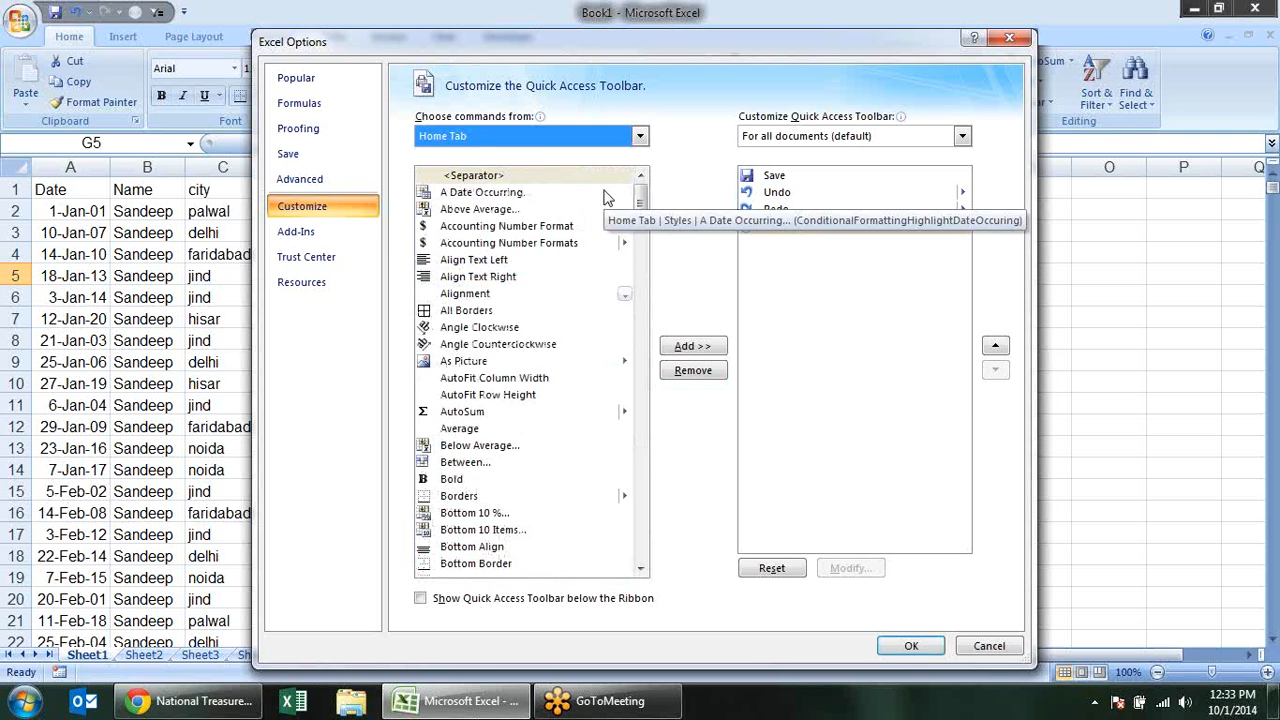 Book1 - Microsoft Excel
Home
Insert
Page Layout
Cut
Copy
Format Painter
Paste
Clipboard
Arial
B I U
Font
Sort &
Filter
Find &
Select
Editing
G5
A
B
C
O
P
Q
1 Date Name city
2 1-Jan-01 Sandeep palwal
3 10-Jan-07 Sandeep delhi
4 14-Jan-10 Sandeep faridabad
5 18-Jan-13 Sandeep jind
6 3-Jan-14 Sandeep jind
7 12-Jan-20 Sandeep hisar
8 21-Jan-03 Sandeep jind
9 25-Jan-06 Sandeep delhi
10 27-Jan-19 Sandeep hisar
11 6-Jan-04 Sandeep jind
12 29-Jan-09 Sandeep faridabad
13 23-Jan-16 Sandeep noida
14 7-Jan-17 Sandeep noida
15 5-Feb-02 Sandeep jind
16 14-Feb-08 Sandeep faridabad
17 3-Feb-12 Sandeep jind
18 22-Feb-14 Sandeep delhi
19 7-Feb-15 Sandeep noida
20 20-Feb-01 Sandeep jind
21 11-Feb-18 Sandeep palwal
22 25-Feb-04 Sandeep delhi
Sheet1 Sheet2 Sheet3
Ready
100%
Excel Options
Popular
Formulas
Proofing
Save
Advanced
Customize
Add-Ins
Trust Center
Resources
Customize the Quick Access Toolbar.
Choose commands from:
Home Tab
<Separator>
A Date Occurring...
Above Average...
Accounting Number Format
Accounting Number Formats
Align Text Left
Align Text Right
Alignment
All Borders
Angle Clockwise
Angle Counterclockwise
As Picture
AutoFit Column Width
AutoFit Row Height
AutoSum
Average
Below Average...
Between...
Bold
Borders
Bottom 10 %...
Bottom 10 Items...
Bottom Align
Bottom Border
Show Quick Access Toolbar below the Ribbon
Add >>
Remove
Customize Quick Access Toolbar:
For all documents (default)
Save
Undo
Home Tab | Styles | A Date Occurring... (ConditionalFormattingHighlightDateOccuring)
Reset
Modify...
OK
Cancel
National Treasure...
Microsoft Excel - ...
GoToMeeting
12:33 PM
10/1/2014